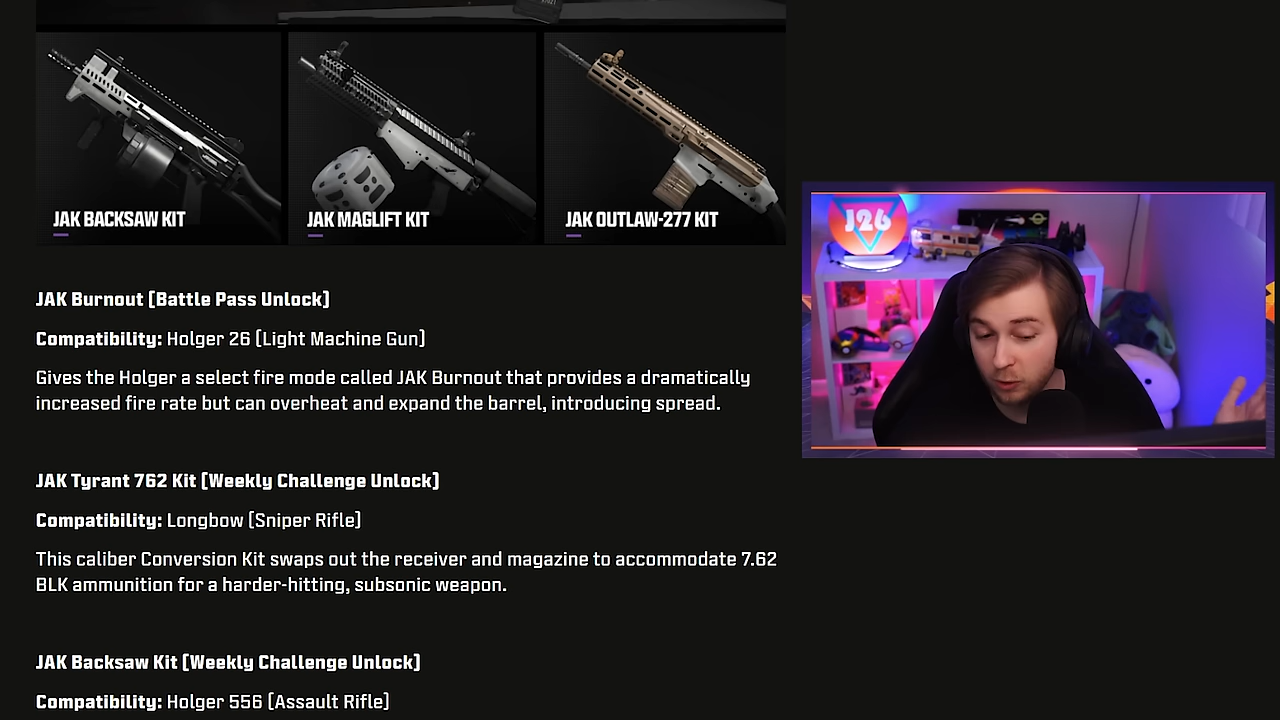 JAK BACKSAW KIT
JAK MAGLIFT KIT
JAK OUTLAW-277 KIT
J26
JAK Burnout [Battle Pass Unlock]
Compatibility: Holger 26 [Light Machine Gun]
Gives the Holger a select fire mode called JAK Burnout that provides a dramatically
increased fire rate but can overheat and expand the barrel, introducing spread.
JAK Tyrant 762 Kit [Weekly Challenge Unlock]
Compatibility: Longbow [Sniper Rifle]
This caliber Conversion Kit swaps out the receiver and magazine to accommodate 7.62
BLK ammunition for a harder-hitting, subsonic weapon.
JAK Backsaw Kit [Weekly Challenge Unlock]
Compatibility: Holger 556 [Assault Rifle]